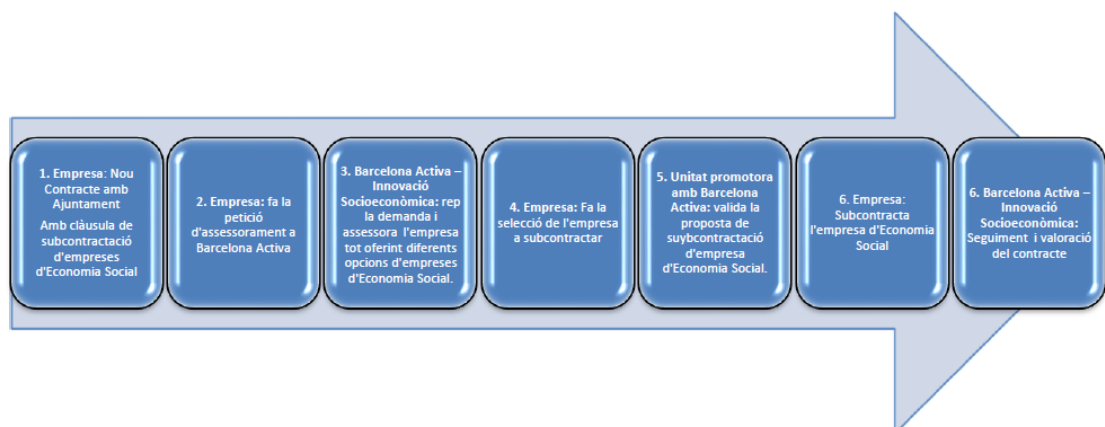 1. Empresa: Nou
Contracte amb
Ajuntament
Amb clàusula de
subcontractació
d'empreses
d'Economia Social
2. Empresa: fa la
petició
d'assessorament a
Barcelona Activa
3. Barcelona Activa –
Innovació
Socioeconòmica: rep
la demanda i
assessora l'empresa
tot oferint diferents
opcions d'empreses
d'Economia Social.
4. Empresa: Fa la
selecció de l'empresa
a subcontractar
5. Unitat promotora
amb Barcelona
Activa: valida la
proposta de
suybcontractació
d'empresa
d'Economia Social.
6. Empresa:
Subcontracta
l'empresa d'Economia
Social
6. Barcelona Activa –
Innovació
Socioeconòmica:
Seguiment i valoració
del contracte